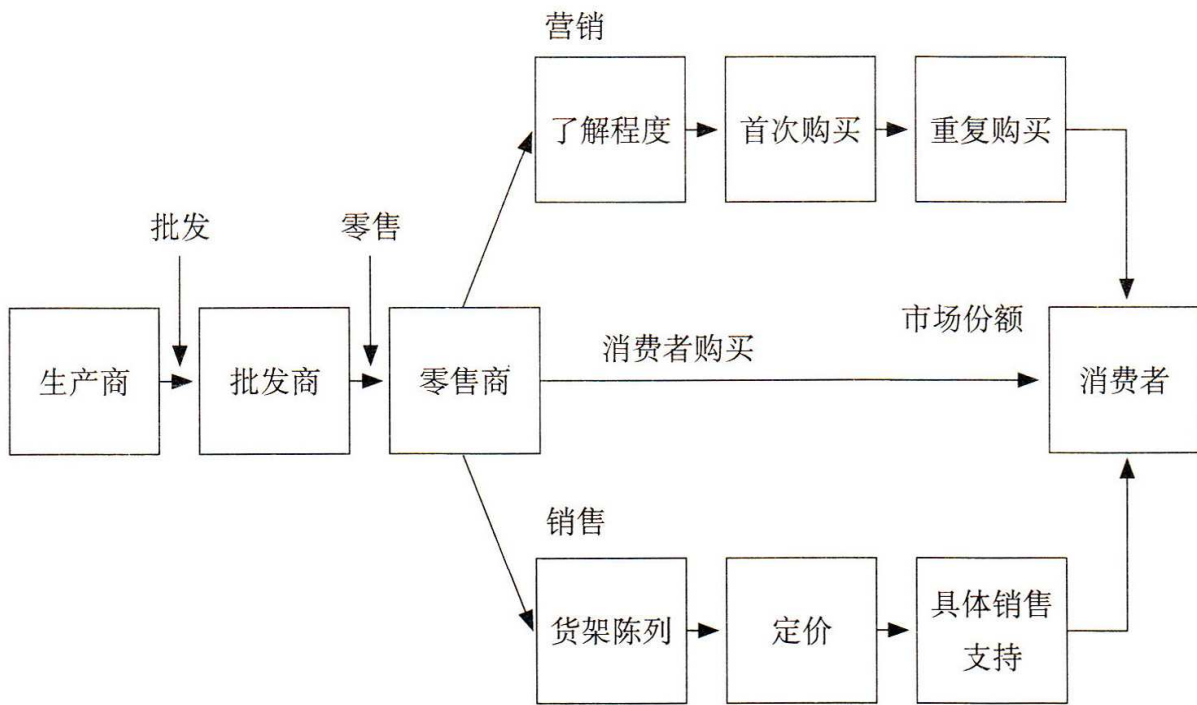 营销
了解程度
首次购买
重复购买
批发
零售
生产商
批发商
零售商
消费者购买
市场份额
消费者
销售
货架陈列
定价
具体销售
支持